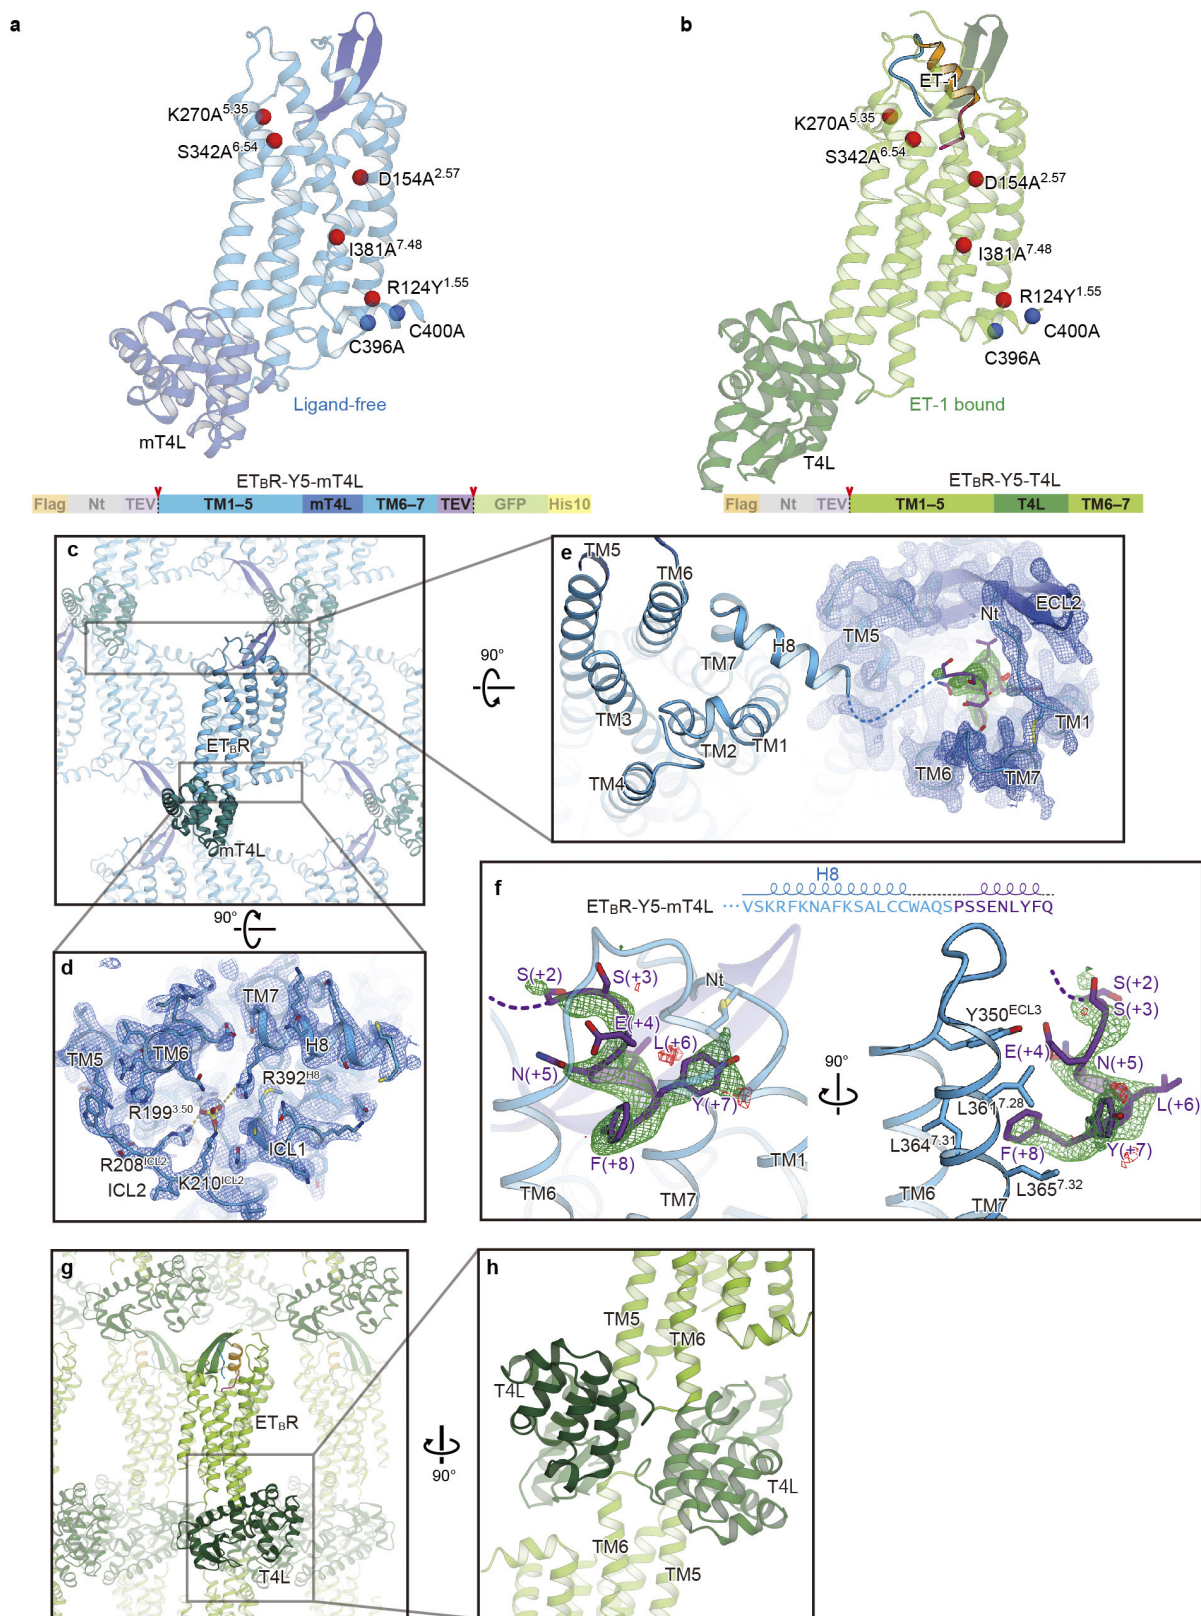 a
K270A5.35
S342A6.54
D154A2.57
I381A7.48
R124Y1.55
C400A
C396A
Ligand-free
mT4L
ETBR-Y5-mT4L
Flag Nt TEV TM1–5 mT4L TM6–7 TEV GFP His10
b
ET-1
K270A5.35
S342A6.54
D154A2.57
I381A7.48
R124Y1.55
C400A
C396A
ET-1 bound
T4L
ETBR-Y5-T4L
Flag Nt TEV TM1–5 T4L TM6–7
c
ETBR
mT4L
90°
90°
e
TM5
TM6
TM7
H8
TM3
TM2
TM1
TM4
ECL2
Nt
TM5
TM1
TM6
TM7
d
TM7
H8
TM5
TM6
R392H8
R1993.50
ICL1
R208ICL2
K210ICL2
ICL2
f
H8
ETBR-Y5-mT4L ···VSKRFKNAFKSALCCWAQSPSSENLYFQ
S(+2)
S(+3)
Nt
E(+4)
L(+6)
N(+5)
Y(+7)
F(+8)
TM1
TM6
TM7
90°
S(+2)
S(+3)
Y350ECL3
E(+4)
N(+5)
L3617.28
L(+6)
L3647.31
F(+8)
Y(+7)
L3657.32
TM6
TM7
g
ETBR
T4L
90°
h
TM5
TM6
T4L
T4L
TM6
TM5